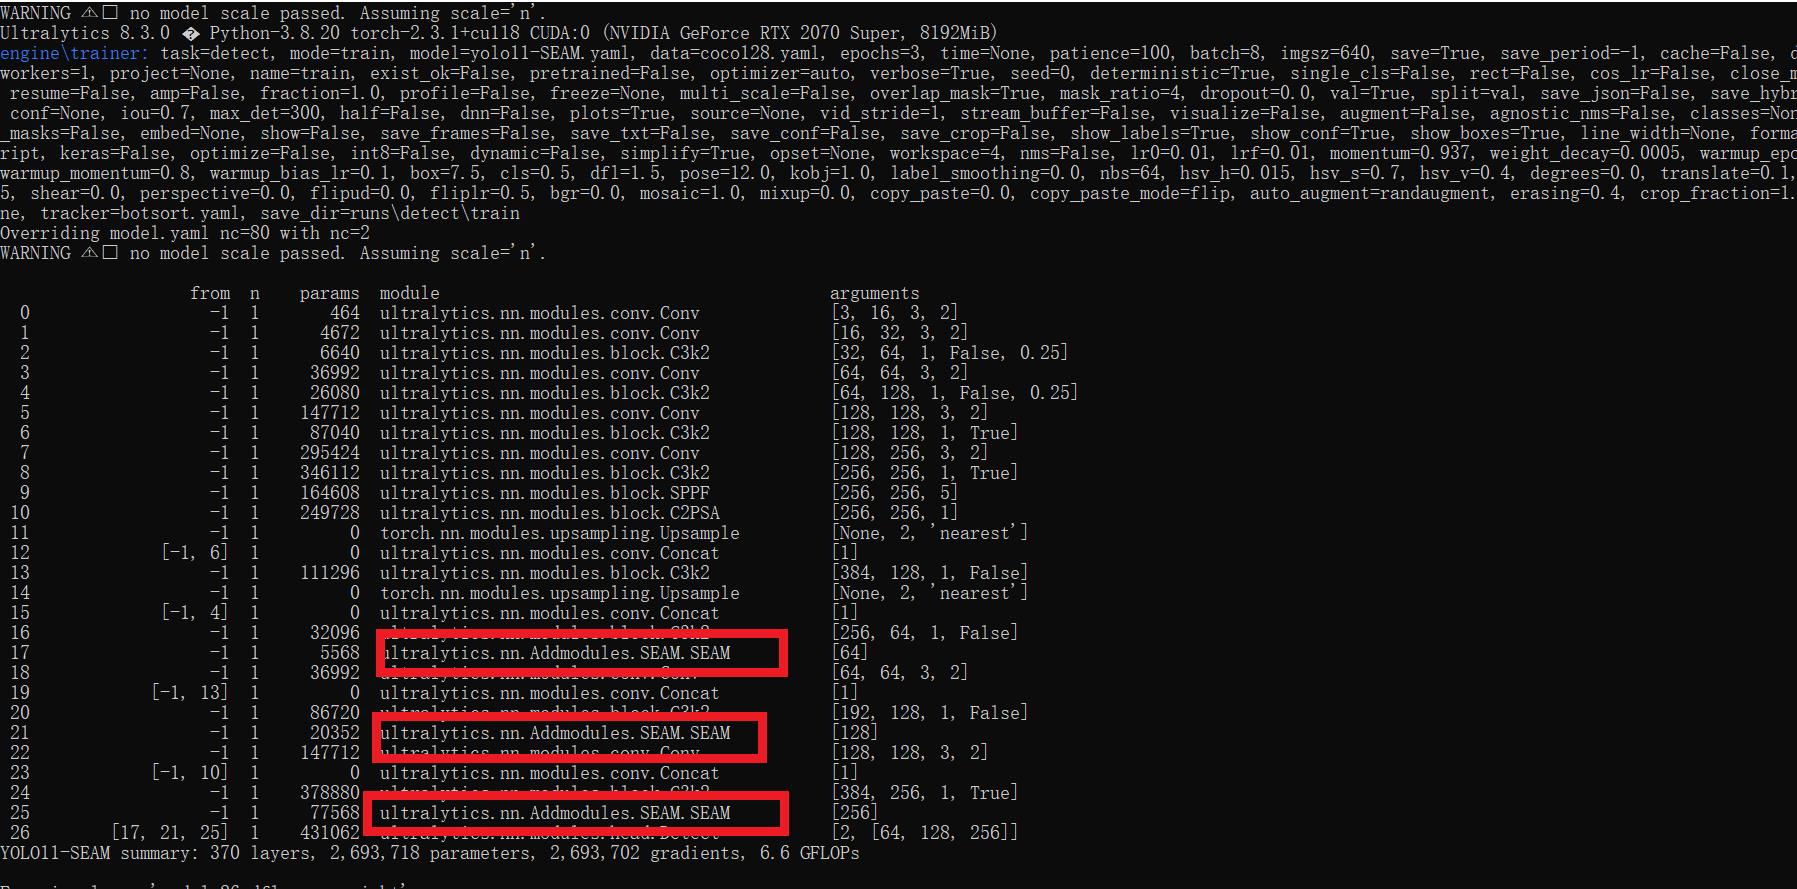 WARNING ⚠□ no model scale passed. Assuming scale='n'.
Ultralytics 8.3.0 � Python-3.8.20 torch-2.3.1+cu118 CUDA:0 (NVIDIA GeForce RTX 2070 Super, 8192MiB)
engine\trainer: task=detect, mode=train, model=yolo11-SEAM.yaml, data=coco128.yaml, epochs=3, time=None, patience=100, batch=8, imgsz=640, save=True, save_period=-1, cache=False, d
workers=1, project=None, name=train, exist_ok=False, pretrained=False, optimizer=auto, verbose=True, seed=0, deterministic=True, single_cls=False, rect=False, cos_lr=False, close_m
resume=False, amp=False, fraction=1.0, profile=False, freeze=None, multi_scale=False, overlap_mask=True, mask_ratio=4, dropout=0.0, val=True, split=val, save_json=False, save_hybr
conf=None, iou=0.7, max_det=300, half=False, dnn=False, plots=True, source=None, vid_stride=1, stream_buffer=False, visualize=False, augment=False, agnostic_nms=False, classes=Non
_masks=False, embed=None, show=False, save_frames=False, save_txt=False, save_conf=False, save_crop=False, show_labels=True, show_conf=True, show_boxes=True, line_width=None, forma
ript, keras=False, optimize=False, int8=False, dynamic=False, simplify=True, opset=None, workspace=4, nms=False, lr0=0.01, lrf=0.01, momentum=0.937, weight_decay=0.0005, warmup_epo
warmup_momentum=0.8, warmup_bias_lr=0.1, box=7.5, cls=0.5, dfl=1.5, pose=12.0, kobj=1.0, label_smoothing=0.0, nbs=64, hsv_h=0.015, hsv_s=0.7, hsv_v=0.4, degrees=0.0, translate=0.1,
5, shear=0.0, perspective=0.0, flipud=0.0, fliplr=0.5, bgr=0.0, mosaic=1.0, mixup=0.0, copy_paste=0.0, copy_paste_mode=flip, auto_augment=randaugment, erasing=0.4, crop_fraction=1.
ne, tracker=botsort.yaml, save_dir=runs\detect\train
Overriding model.yaml nc=80 with nc=2
WARNING ⚠□ no model scale passed. Assuming scale='n'.
from n params module arguments
0 -1 1 464 ultralytics.nn.modules.conv.Conv [3, 16, 3, 2]
1 -1 1 4672 ultralytics.nn.modules.conv.Conv [16, 32, 3, 2]
2 -1 1 6640 ultralytics.nn.modules.block.C3k2 [32, 64, 1, False, 0.25]
3 -1 1 36992 ultralytics.nn.modules.conv.Conv [64, 64, 3, 2]
4 -1 1 26080 ultralytics.nn.modules.block.C3k2 [64, 128, 1, False, 0.25]
5 -1 1 147712 ultralytics.nn.modules.conv.Conv [128, 128, 3, 2]
6 -1 1 87040 ultralytics.nn.modules.block.C3k2 [128, 128, 1, True]
7 -1 1 295424 ultralytics.nn.modules.conv.Conv [128, 256, 3, 2]
8 -1 1 346112 ultralytics.nn.modules.block.C3k2 [256, 256, 1, True]
9 -1 1 164608 ultralytics.nn.modules.block.SPPF [256, 256, 5]
10 -1 1 249728 ultralytics.nn.modules.block.C2PSA [256, 256, 1]
11 -1 1 0 torch.nn.modules.upsampling.Upsample [None, 2, 'nearest']
12 [-1, 6] 1 0 ultralytics.nn.modules.conv.Concat [1]
13 -1 1 111296 ultralytics.nn.modules.block.C3k2 [384, 128, 1, False]
14 -1 1 0 torch.nn.modules.upsampling.Upsample [None, 2, 'nearest']
15 [-1, 4] 1 0 ultralytics.nn.modules.conv.Concat [1]
16 -1 1 32096 ultralytics.nn.modules.block.C3k2 [256, 64, 1, False]
17 -1 1 5568 ultralytics.nn.Addmodules.SEAM.SEAM [64]
18 -1 1 36992 ultralytics.nn.modules.conv.Conv [64, 64, 3, 2]
19 [-1, 13] 1 0 ultralytics.nn.modules.conv.Concat [1]
20 -1 1 86720 ultralytics.nn.modules.block.C3k2 [192, 128, 1, False]
21 -1 1 20352 ultralytics.nn.Addmodules.SEAM.SEAM [128]
22 -1 1 147712 ultralytics.nn.modules.conv.Conv [128, 128, 3, 2]
23 [-1, 10] 1 0 ultralytics.nn.modules.conv.Concat [1]
24 -1 1 378880 ultralytics.nn.modules.block.C3k2 [384, 256, 1, True]
25 -1 1 77568 ultralytics.nn.Addmodules.SEAM.SEAM [256]
26 [17, 21, 25] 1 431062 ultralytics.nn.modules.head.Detect [2, [64, 128, 256]]
YOLO11-SEAM summary: 370 layers, 2,693,718 parameters, 2,693,702 gradients, 6.6 GFLOPs